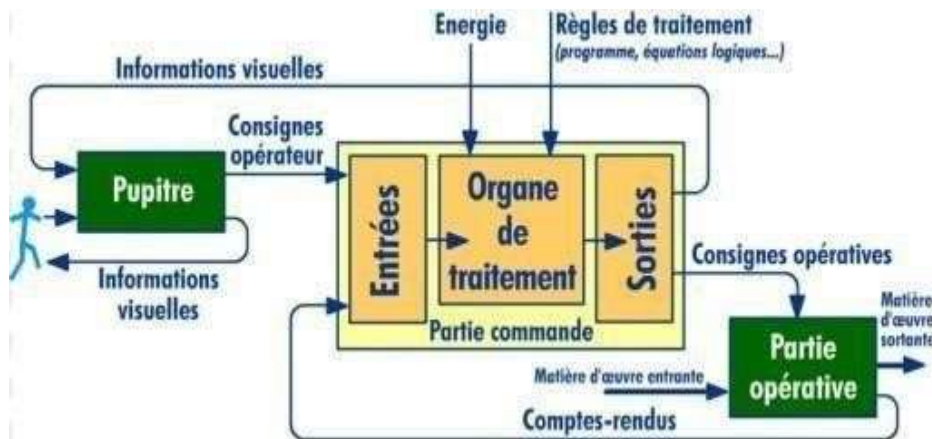 Energie
Règles de traitement
(programme, équations logiques...)
Informations visuelles
Consignes
opérateur
Pupitre
Entrées
Organe
de
traitement
Sorties
Informations
visuelles
Partie commande
Consignes opératives
Matière
d'œuvre
sortante
Partie
opérative
Matière d'œuvre entrante
Comptes-rendus